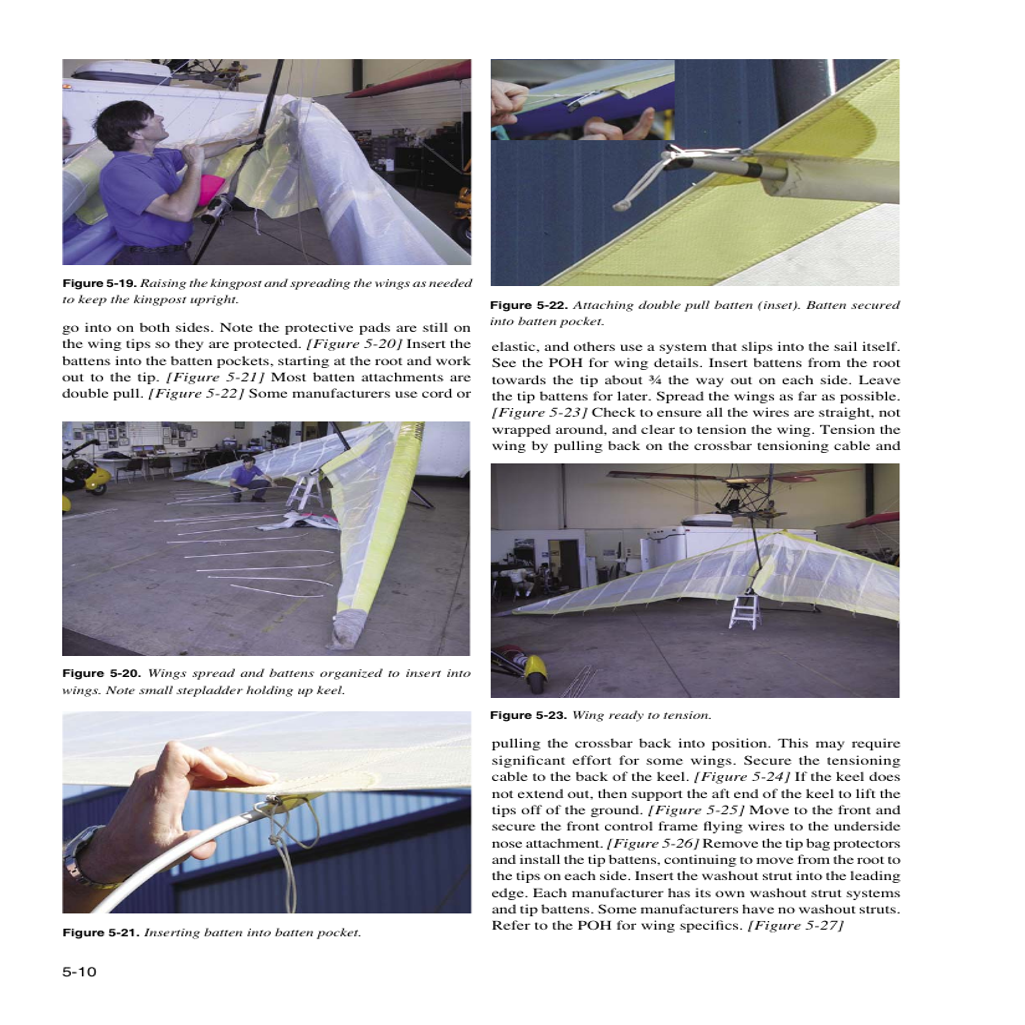 Figure 5-19. Raising the kingpost and spreading the wings as needed
to keep the kingpost upright.
go into on both sides. Note the protective pads are still on
the wing tips so they are protected. [Figure 5-20] Insert the
battens into the batten pockets, starting at the root and work
out to the tip. [Figure 5-21] Most batten attachments are
double pull. [Figure 5-22] Some manufacturers use cord or
Figure 5-20. Wings spread and battens organized to insert into
wings. Note small stepladder holding up keel.
Figure 5-21. Inserting batten into batten pocket.
Figure 5-22. Attaching double pull batten (inset). Batten secured
into batten pocket.
elastic, and others use a system that slips into the sail itself.
See the POH for wing details. Insert battens from the root
towards the tip about ¾ the way out on each side. Leave
the tip battens for later. Spread the wings as far as possible.
[Figure 5-23] Check to ensure all the wires are straight, not
wrapped around, and clear to tension the wing. Tension the
wing by pulling back on the crossbar tensioning cable and
Figure 5-23. Wing ready to tension.
pulling the crossbar back into position. This may require
significant effort for some wings. Secure the tensioning
cable to the back of the keel. [Figure 5-24] If the keel does
not extend out, then support the aft end of the keel to lift the
tips off of the ground. [Figure 5-25] Move to the front and
secure the front control frame flying wires to the underside
nose attachment. [Figure 5-26] Remove the tip bag protectors
and install the tip battens, continuing to move from the root to
the tips on each side. Insert the washout strut into the leading
edge. Each manufacturer has its own washout strut systems
and tip battens. Some manufacturers have no washout struts.
Refer to the POH for wing specifics. [Figure 5-27]
5-10